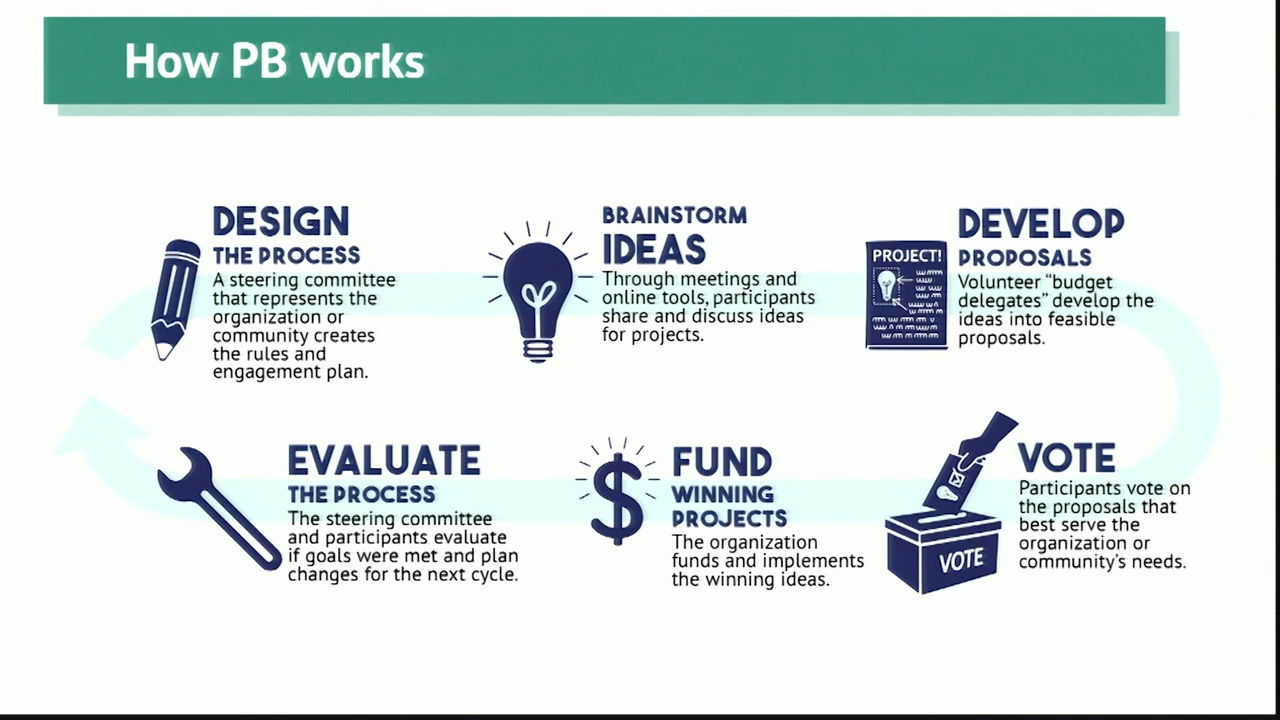 How PB works
DESIGN
THE PROCESS
A steering committee
that represents the
organization or
community creates
the rules and
engagement plan.
BRAINSTORM
IDEAS
Through meetings and
online tools, participants
share and discuss ideas
for projects.
PROJECT!
DEVELOP
PROPOSALS
Volunteer “budget
delegates” develop the
ideas into feasible
proposals.
EVALUATE
THE PROCESS
The steering committee
and participants evaluate
if goals were met and plan
changes for the next cycle.
FUND
WINNING
PROJECTS
The organization
funds and implements
the winning ideas.
VOTE
VOTE
Participants vote on
the proposals that
best serve the
organization or
community’s needs.